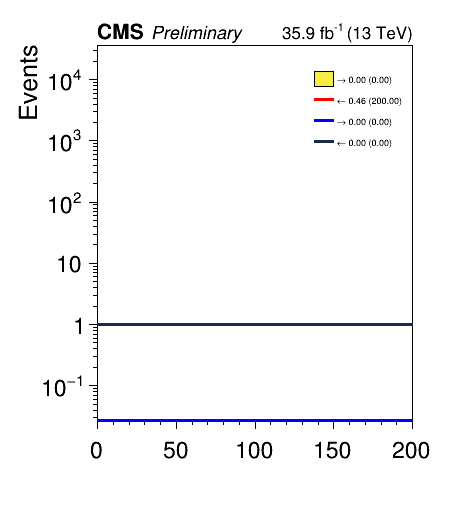 CMS Preliminary 35.9 fb⁻¹ (13 TeV)
Events
→ 0.00 (0.00)
← 0.46 (200.00)
→ 0.00 (0.00)
← 0.00 (0.00)
10⁴
10³
10²
10
1
10⁻¹
0 50 100 150 200